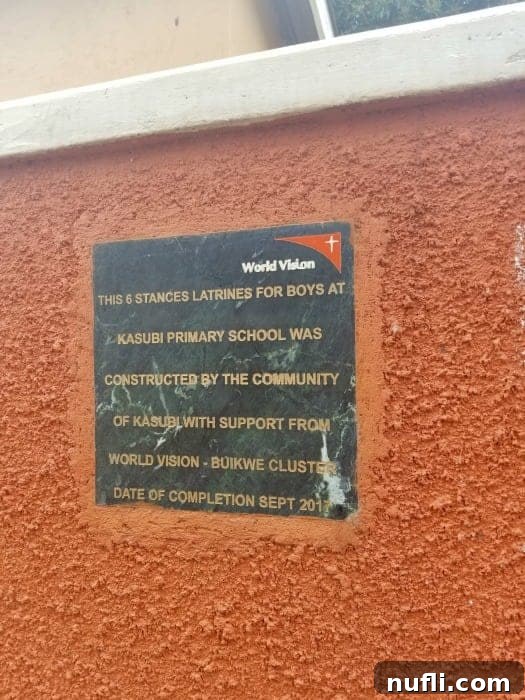 World Vision
THIS 6 STANCES LATRINES FOR BOYS AT
KASUBI PRIMARY SCHOOL WAS
CONSTRUCTED BY THE COMMUNITY
OF KASUBI WITH SUPPORT FROM
WORLD VISION - BUIKWE CLUSTER
DATE OF COMPLETION SEPT 2017
nufli.com